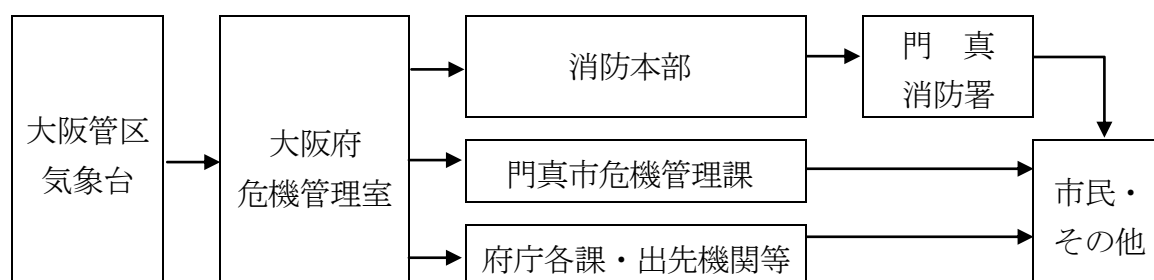 大阪管区
気象台
大阪府
危機管理室
消防本部
門　真
消防署
門真市危機管理課
府庁各課・出先機関等
市民・
その他